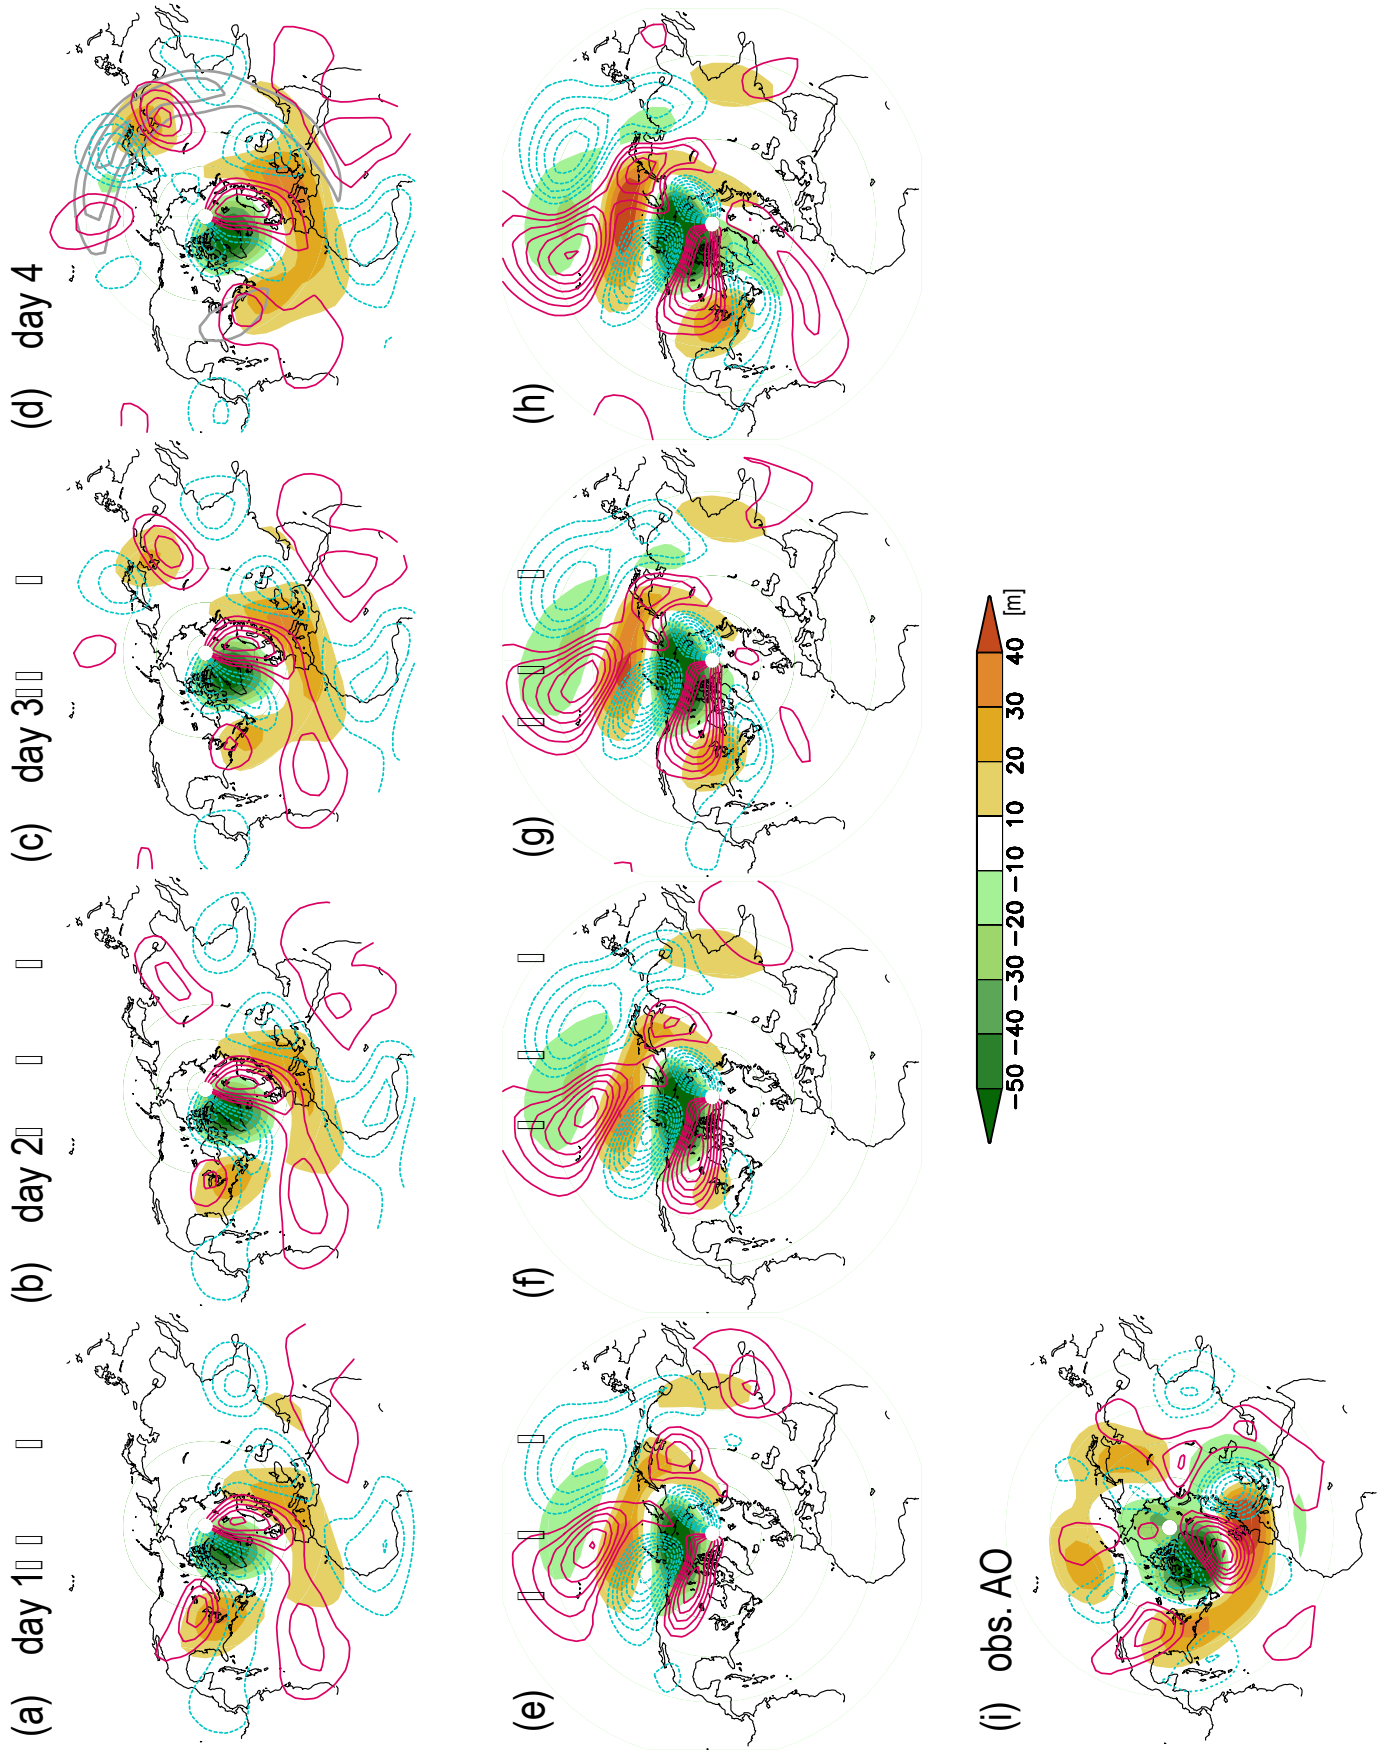 (a) day 1
(b) day 2
(c) day 3
(d) day 4
(e)
(f)
(g)
(h)
(i) obs. AO
−50 −40 −30 −20 −10 10 20 30 40 [m]